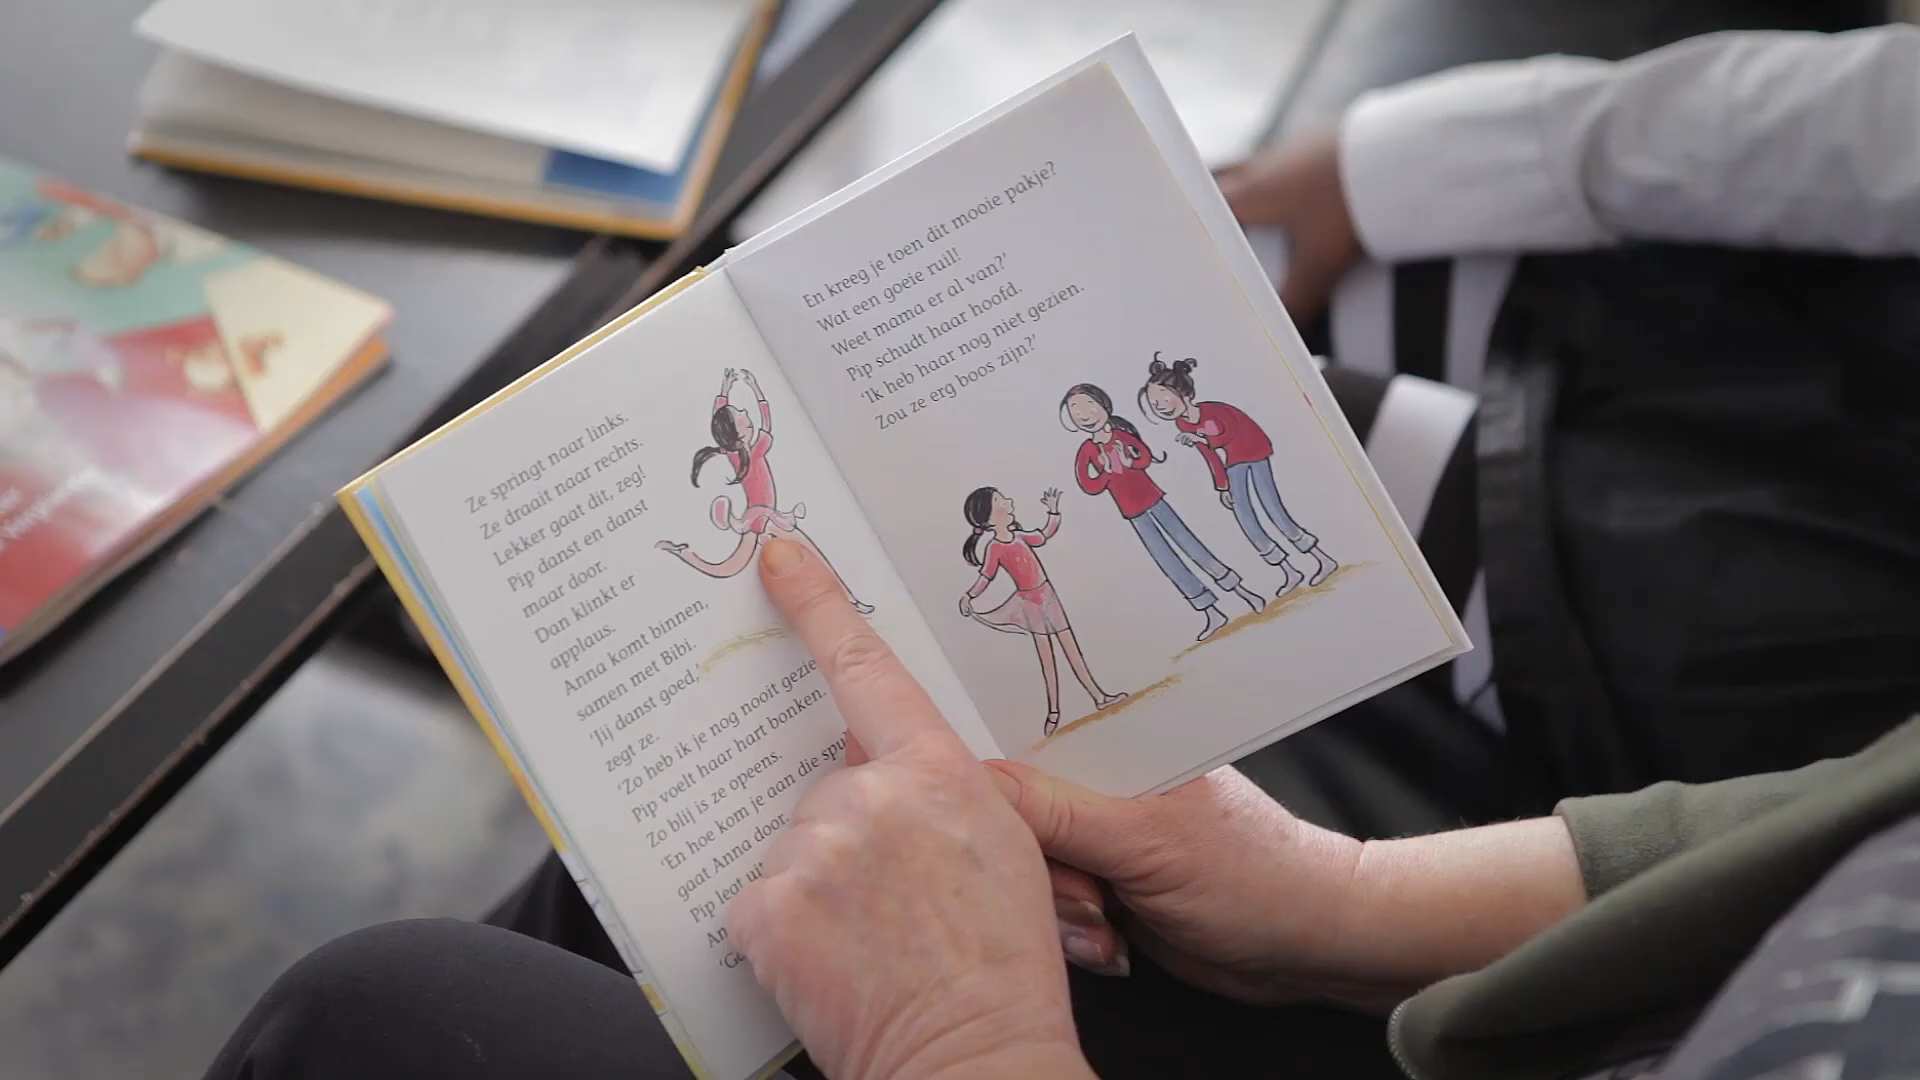 Ze springt naar links.
Ze draait naar rechts.
Lekker gaat dit, zeg!
Pip danst en danst
maar door.
Dan klinkt er
applaus.
Anna komt binnen,
samen met Bibi.
'Jij danst goed,'
zegt ze.
'Zo heb ik je nog nooit
Pip voelt haar hart bonken.
Zo blij is ze opeens.
'En hoe kom je aan die
gaat Anna door.
Pip legt
En kreeg je toen dit mooie pakje?
Wat een goeie ruil!
Weet mama er al van?'
Pip schudt haar hoofd.
'Ik heb haar nog niet gezien.
Zou ze erg boos zijn?'